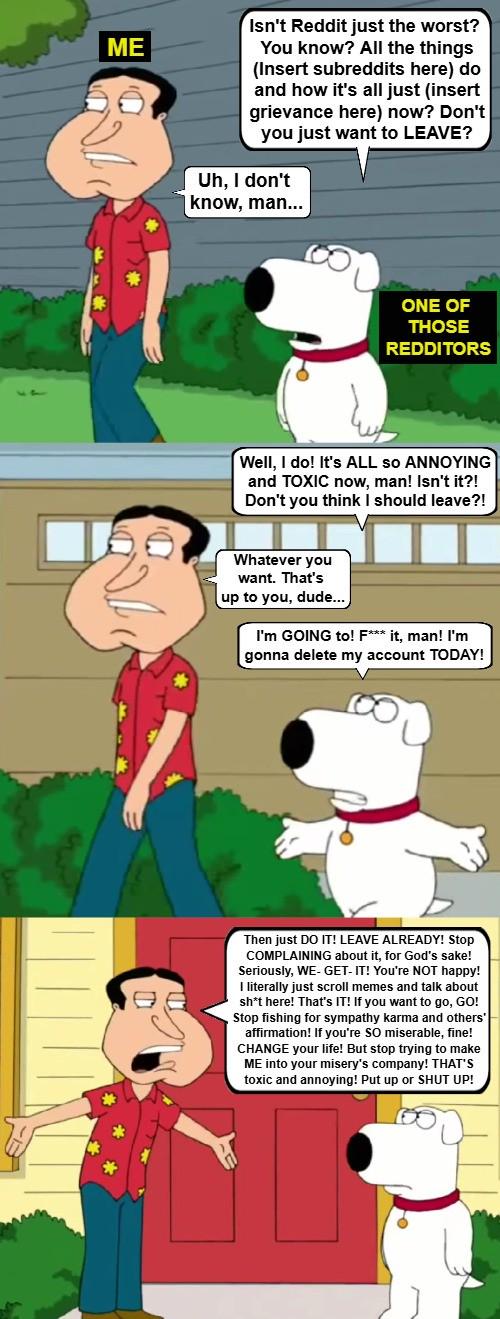 ME
Isn't Reddit just the worst?
You know? All the things
(Insert subreddits here) do
and how it's all just (insert
grievance here) now? Don't
you just want to LEAVE?
Uh, I don't
know, man...
ONE OF
THOSE
REDDITORS
Well, I do! It's ALL so ANNOYING
and TOXIC now, man! Isn't it?!
Don't you think I should leave?!
Whatever you
want. That's
up to you, dude...
I'm GOING to! F*** it, man! I'm
gonna delete my account TODAY!
Then just DO IT! LEAVE ALREADY! Stop
COMPLAINING about it, for God's sake!
Seriously, WE- GET- IT! You're NOT happy!
I literally just scroll memes and talk about
sh*t here! That's IT! If you want to go, GO!
Stop fishing for sympathy karma and others'
affirmation! If you're SO miserable, fine!
CHANGE your life! But stop trying to make
ME into your misery's company! THAT'S
toxic and annoying! Put up or SHUT UP!